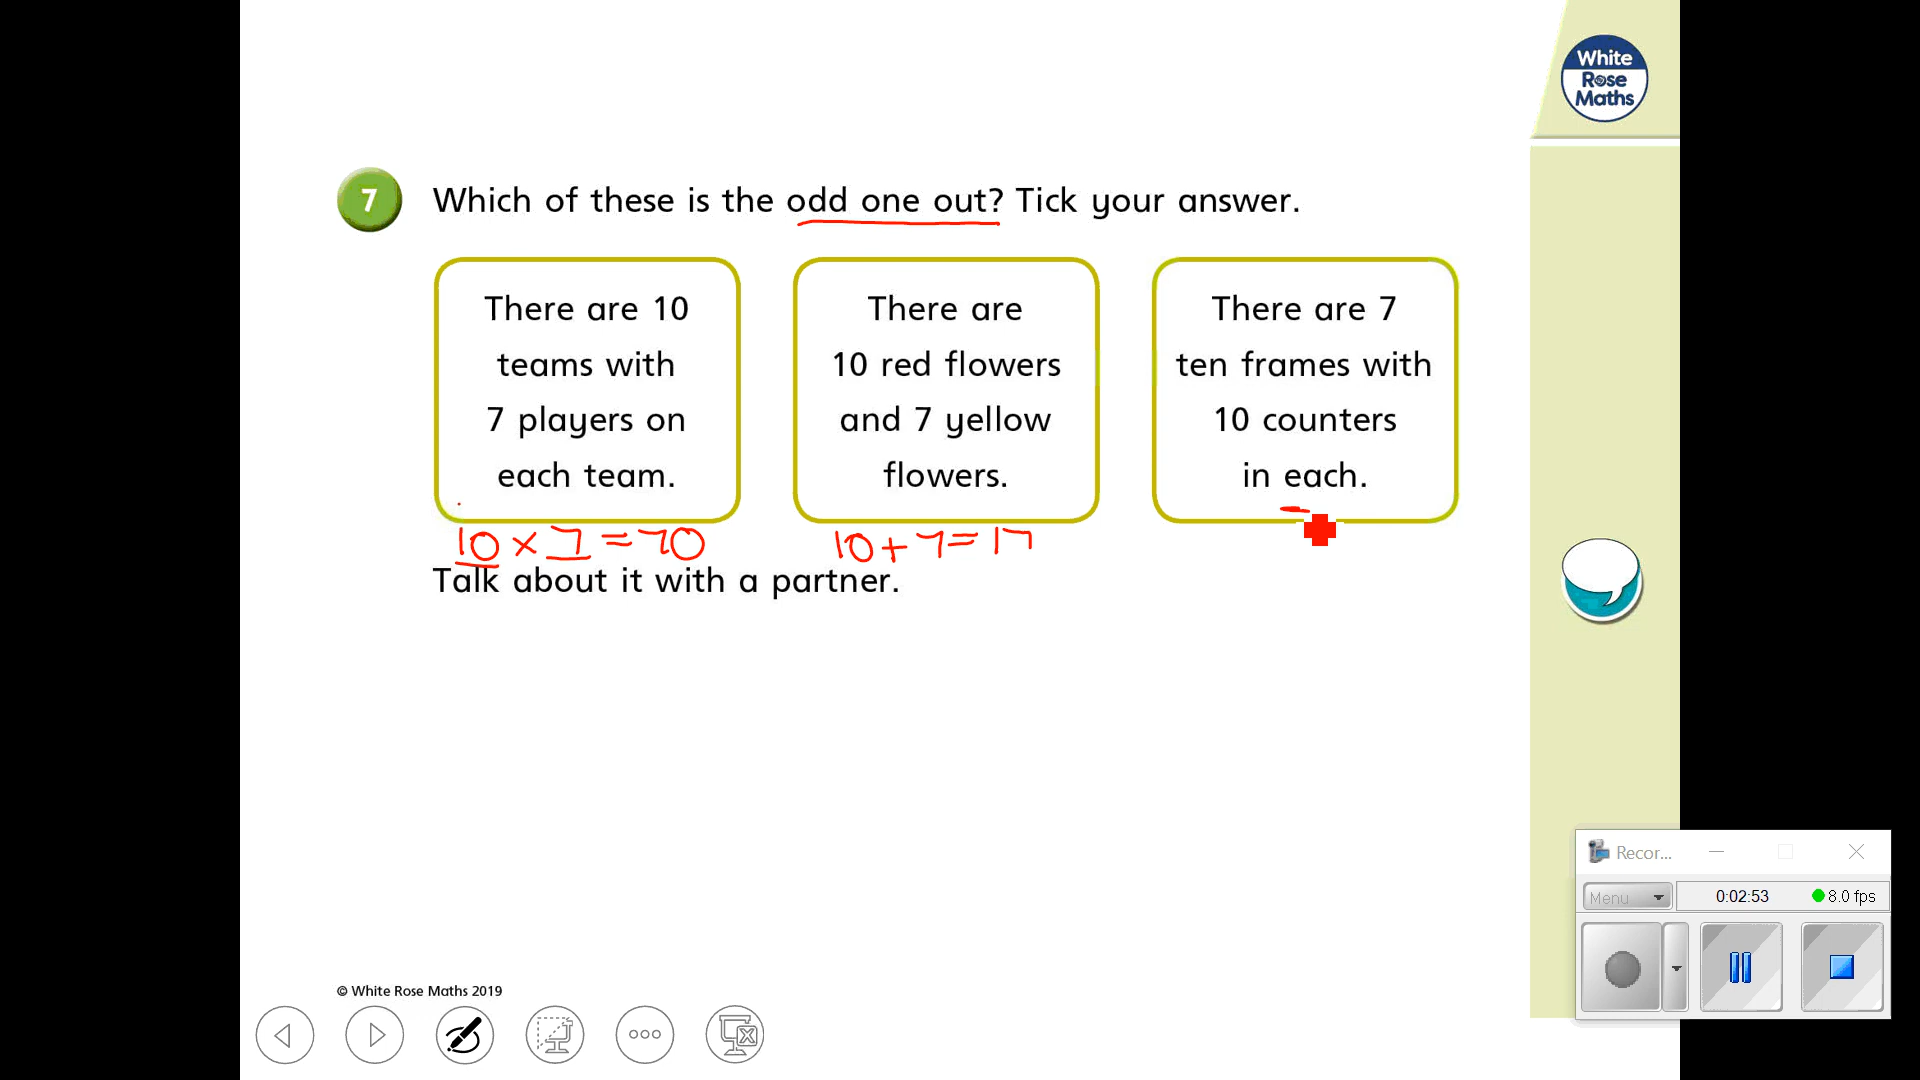 White
Rose
Maths
7 Which of these is the odd one out? Tick your answer.
There are 10
teams with
7 players on
each team.
There are
10 red flowers
and 7 yellow
flowers.
There are 7
ten frames with
10 counters
in each.
10 × 7 = 70
10 + 7 = 17
Talk about it with a partner.
Recor...
Menu
0:02:53
8.0 fps
© White Rose Maths 2019